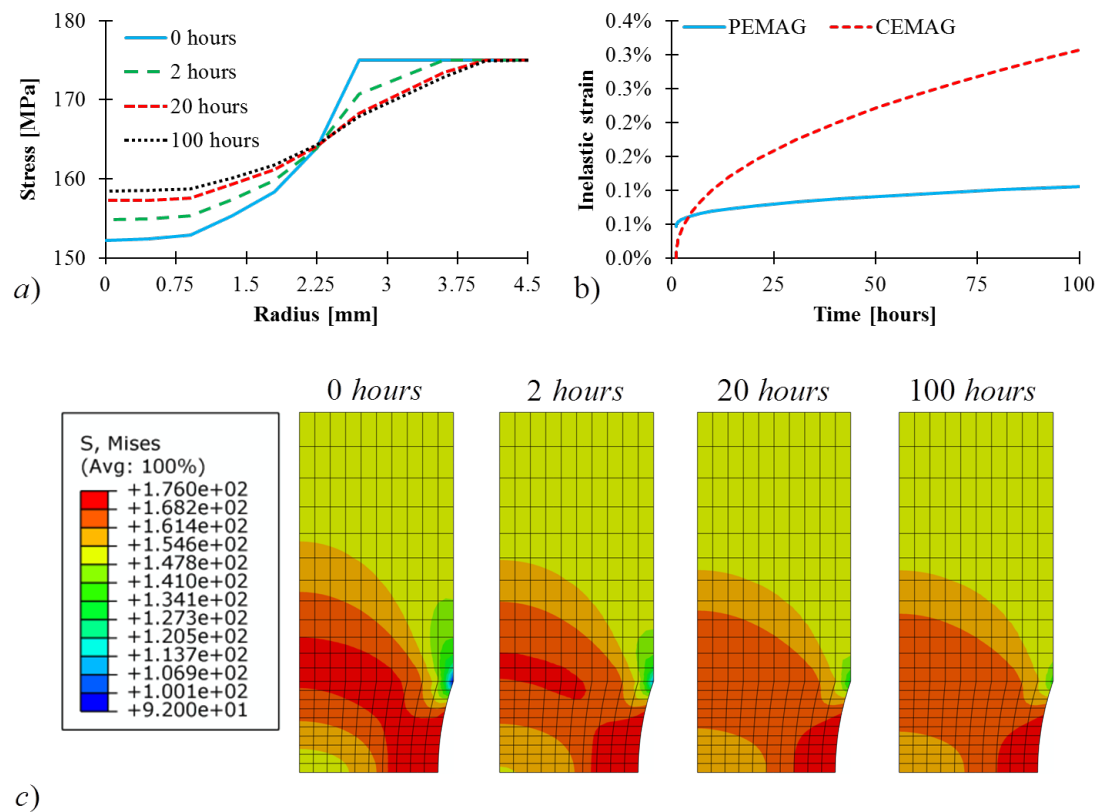 180
170
160
150
Stress [MPa]
0 hours
2 hours
20 hours
100 hours
0 0.75 1.5 2.25 3 3.75 4.5
Radius [mm]
a)
0.4%
0.3%
0.3%
0.2%
0.2%
0.1%
0.1%
0.0%
Inelastic strain
PEMAG CEMAG
0 25 50 75 100
Time [hours]
b)
0 hours 2 hours 20 hours 100 hours
S, Mises
(Avg: 100%)
+1.760e+02
+1.682e+02
+1.614e+02
+1.546e+02
+1.478e+02
+1.410e+02
+1.341e+02
+1.273e+02
+1.205e+02
+1.137e+02
+1.069e+02
+1.001e+02
+9.200e+01
c)